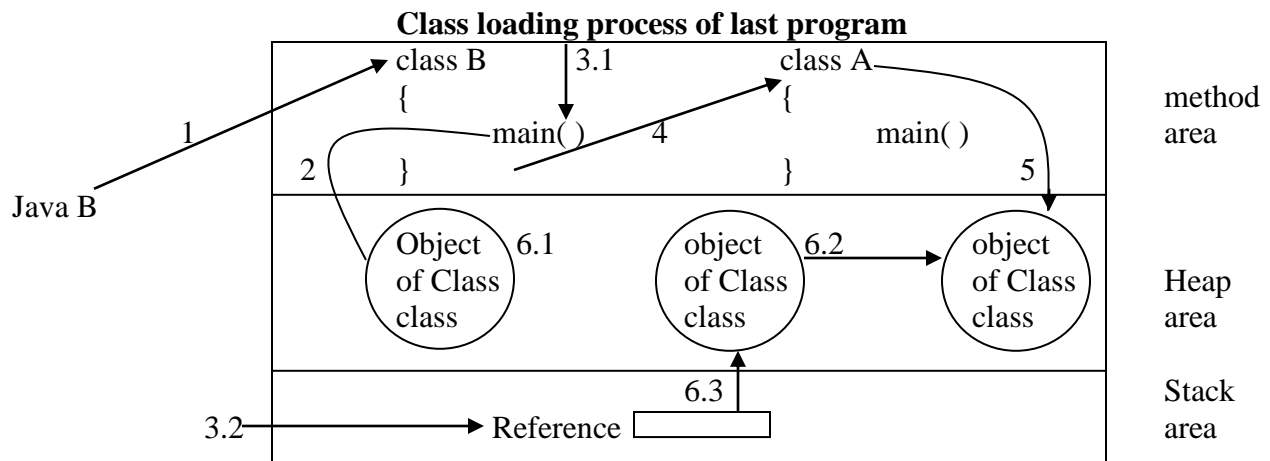 Class loading process of last program
class B 3.1 class A
{ { method
1 main( ) 4 main( ) area
2 } } 5
Java B
Object 6.1 object 6.2 object
of Class of Class of Class Heap
class class class area
6.3 Stack
3.2 Reference area